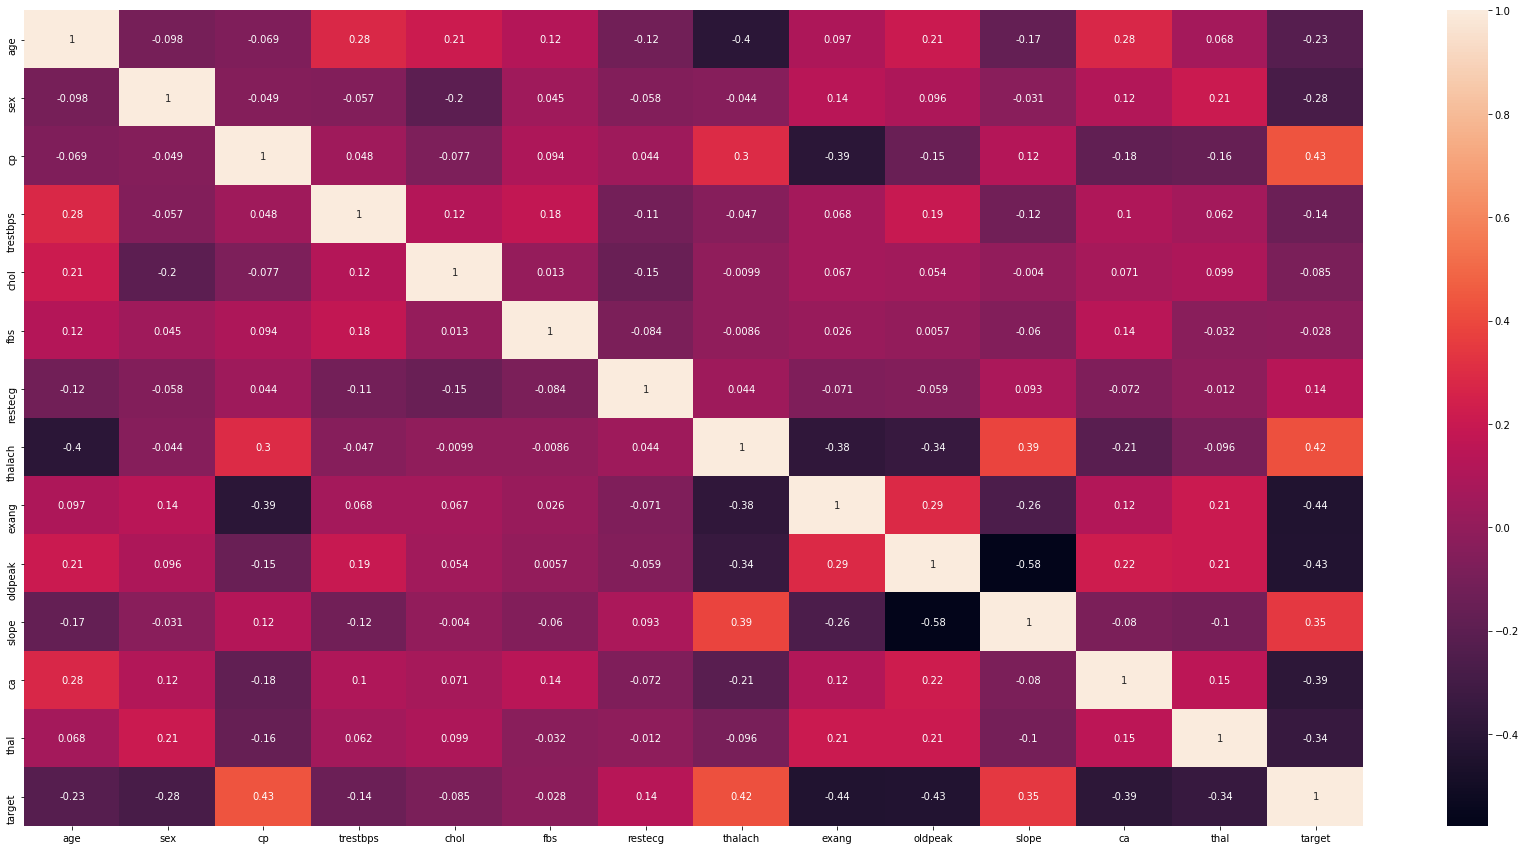 age 1 -0.098 -0.069 0.28 0.21 0.12 -0.12 -0.4 0.097 0.21 -0.17 0.28 0.068 -0.23
sex -0.098 1 -0.049 -0.057 -0.2 0.045 -0.058 -0.044 0.14 0.096 -0.031 0.12 0.21 -0.28
cp -0.069 -0.049 1 0.048 -0.077 0.094 0.044 0.3 -0.39 -0.15 0.12 -0.18 -0.16 0.43
trestbps 0.28 -0.057 0.048 1 0.12 0.18 -0.11 -0.047 0.068 0.19 -0.12 0.1 0.062 -0.14
chol 0.21 -0.2 -0.077 0.12 1 0.013 -0.15 -0.0099 0.067 0.054 -0.004 0.071 0.099 -0.085
fbs 0.12 0.045 0.094 0.18 0.013 1 -0.084 -0.0086 0.026 0.0057 -0.06 0.14 -0.032 -0.028
restecg -0.12 -0.058 0.044 -0.11 -0.15 -0.084 1 0.044 -0.071 -0.059 0.093 -0.072 -0.012 0.14
thalach -0.4 -0.044 0.3 -0.047 -0.0099 -0.0086 0.044 1 -0.38 -0.34 0.39 -0.21 -0.096 0.42
exang 0.097 0.14 -0.39 0.068 0.067 0.026 -0.071 -0.38 1 0.29 -0.26 0.12 0.21 -0.44
oldpeak 0.21 0.096 -0.15 0.19 0.054 0.0057 -0.059 -0.34 0.29 1 -0.58 0.22 0.21 -0.43
slope -0.17 -0.031 0.12 -0.12 -0.004 -0.06 0.093 0.39 -0.26 -0.58 1 -0.08 -0.1 0.35
ca 0.28 0.12 -0.18 0.1 0.071 0.14 -0.072 -0.21 0.12 0.22 -0.08 1 0.15 -0.39
thal 0.068 0.21 -0.16 0.062 0.099 -0.032 -0.012 -0.096 0.21 0.21 -0.1 0.15 1 -0.34
target -0.23 -0.28 0.43 -0.14 -0.085 -0.028 0.14 0.42 -0.44 -0.43 0.35 -0.39 -0.34 1
age sex cp trestbps chol fbs restecg thalach exang oldpeak slope ca thal target
1.0
0.8
0.6
0.4
0.2
0.0
−0.2
−0.4